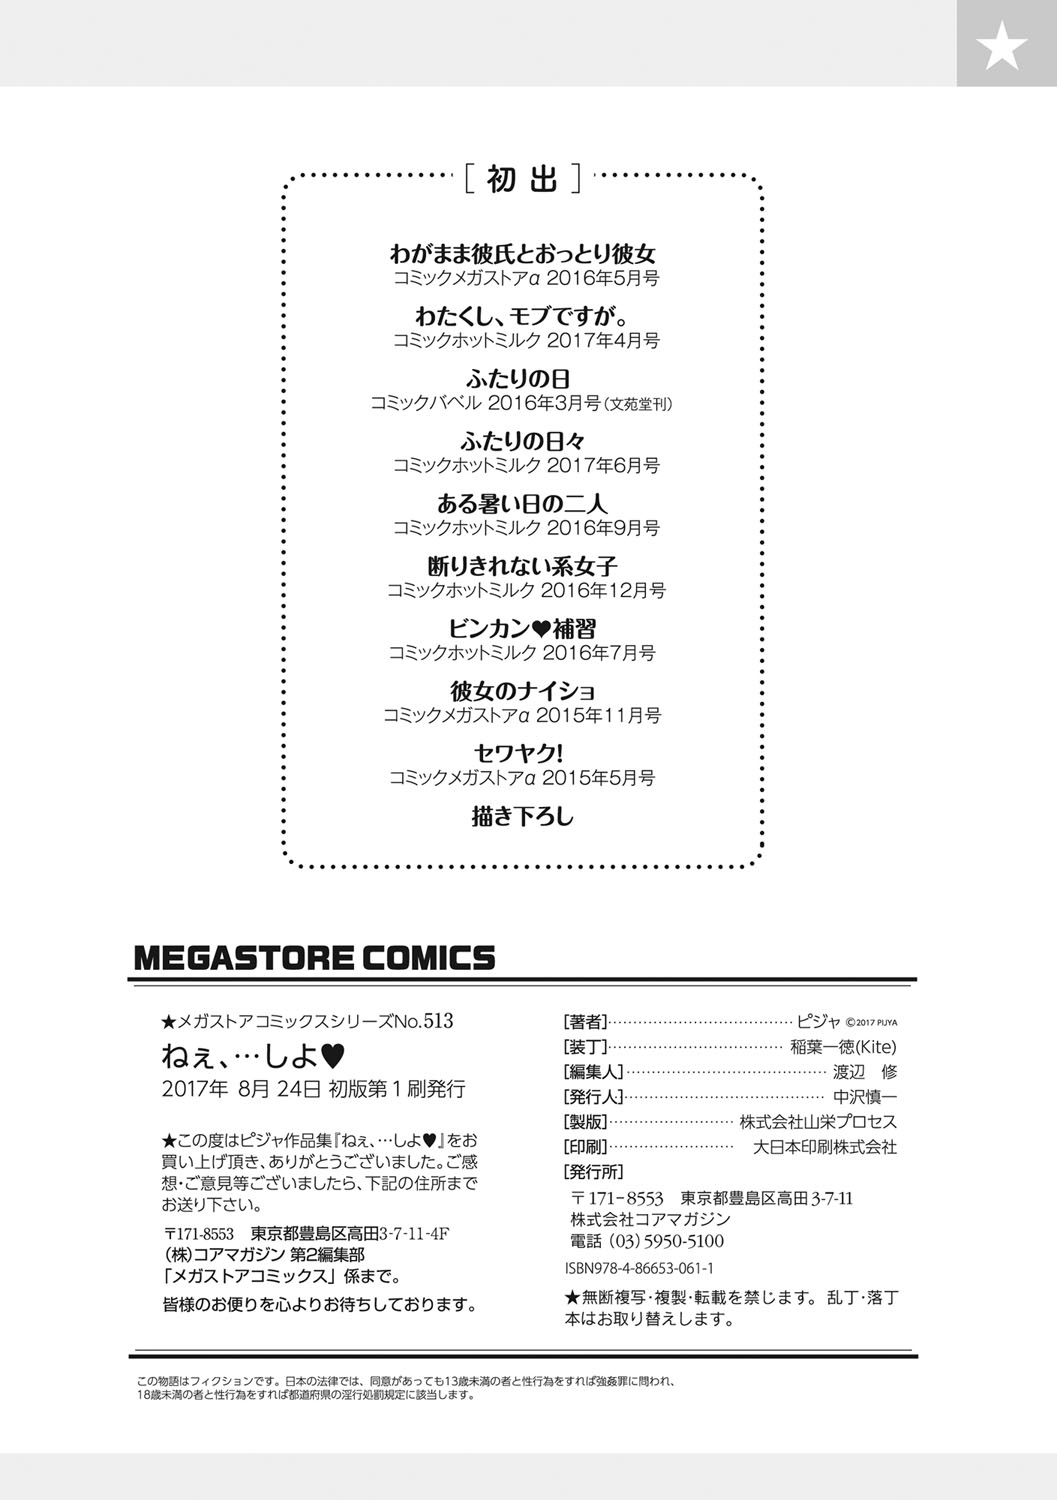 [初出]
わがまま彼氏とおっとり彼女
コミックメガストアα 2016年5月号
わたくし、モブですが。
コミックホットミルク 2017年4月号
ふたりの日
コミックバベル 2016年3月号(文苑堂刊)
ふたりの日々
コミックホットミルク 2017年6月号
ある暑い日の二人
コミックホットミルク 2016年9月号
断りきれない系女子
コミックホットミルク 2016年12月号
ビンカン♥補習
コミックホットミルク 2016年7月号
彼女のナイショ
コミックメガストアα 2015年11月号
セワヤク!
コミックメガストアα 2015年5月号
描き下ろし
MEGASTORE COMICS
★メガストアコミックスシリーズNo.513
ねぇ、…しよ♥
2017年 8月 24日 初版第1刷発行
★この度はピジャ作品集『ねぇ、…しよ♥』をお
買い上げ頂き、ありがとうございました。ご感
想・ご意見等ございましたら、下記の住所まで
お送り下さい。
〒171-8553 東京都豊島区高田3-7-11-4F
(株)コアマガジン 第2編集部
「メガストアコミックス」係まで。
皆様のお便りを心よりお待ちしております。
[著者]……………………………… ピジャ ©2017 PIJYA
[装丁]……………………………… 稲葉一徳(Kite)
[編集人]……………………………… 渡辺 修
[発行人]……………………………… 中沢慎一
[製版]…………………… 株式会社山栄プロセス
[印刷]…………………… 大日本印刷株式会社
[発行所]
〒171-8553 東京都豊島区高田3-7-11
株式会社コアマガジン
電話 (03)5950-5100
ISBN978-4-86653-061-1
★無断複写・複製・転載を禁じます。乱丁・落丁
本はお取り替えします。
この物語はフィクションです。日本の法律では、同意があっても13歳未満の者と性行為をすれば強姦罪に問われ、
18歳未満の者と性行為をすれば都道府県の淫行処罰規定に該当します。